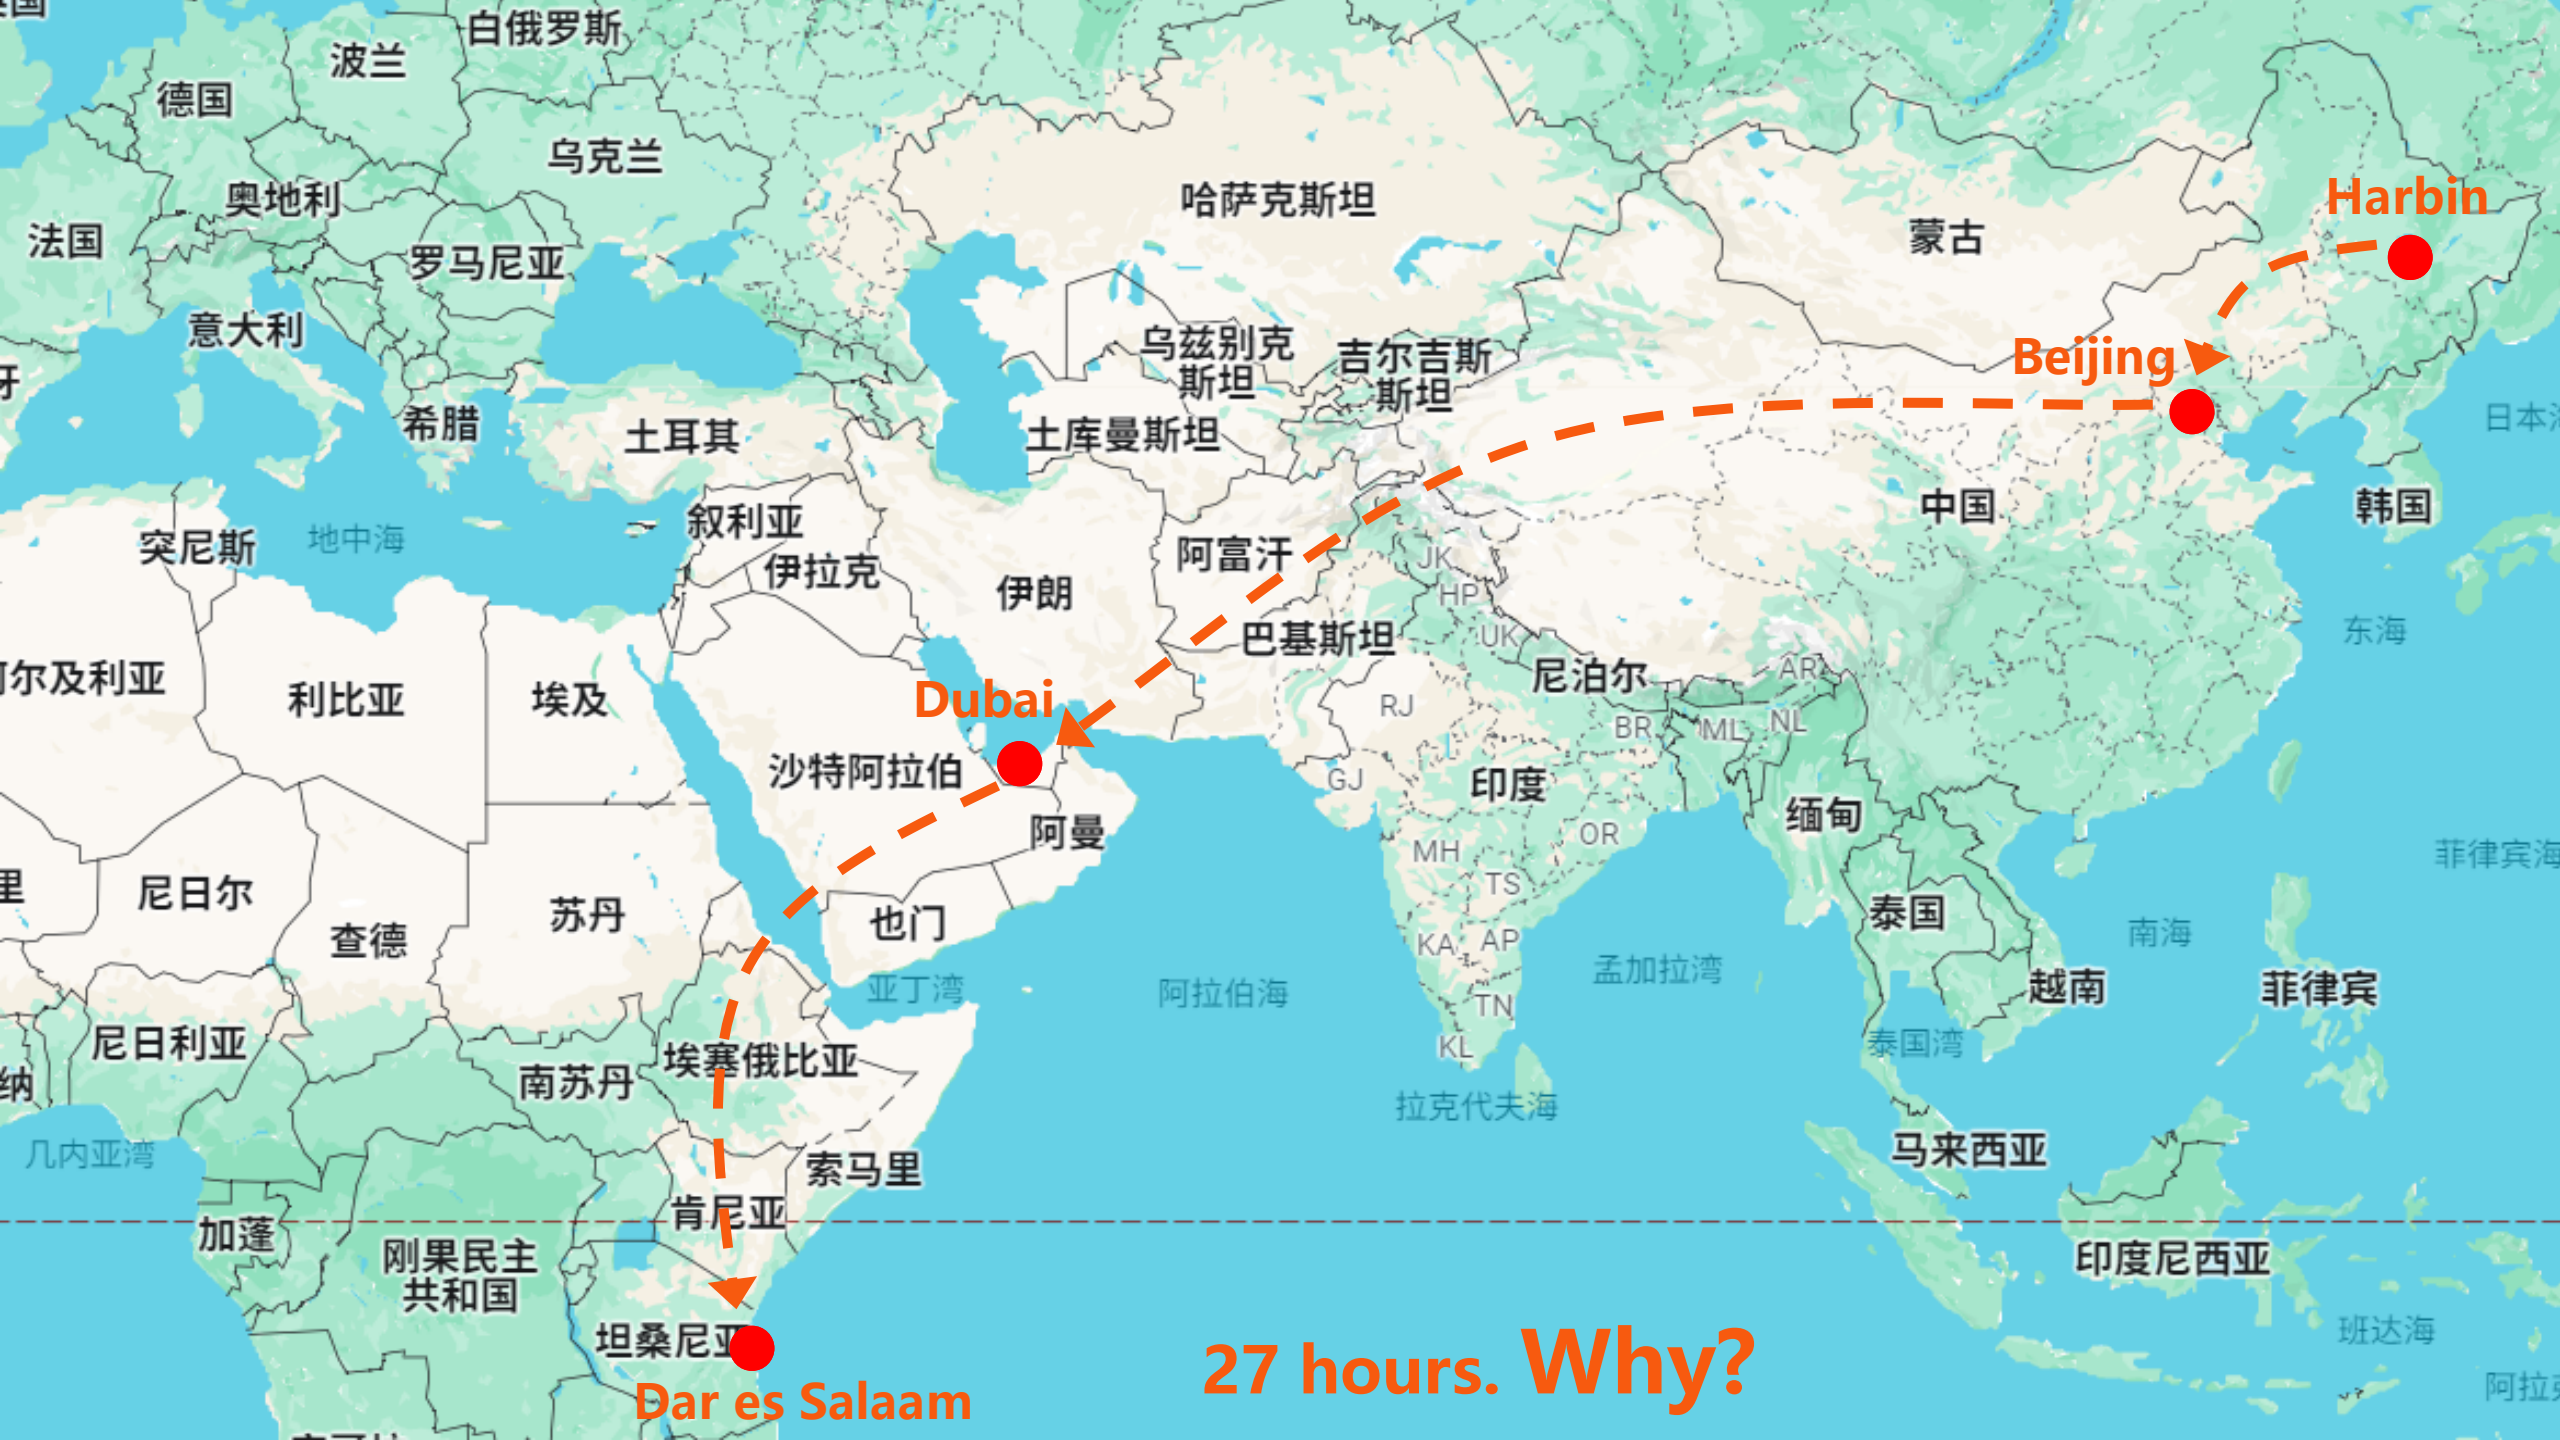 白俄罗斯
波兰
德国
乌克兰
奥地利
法国
罗马尼亚
哈萨克斯坦
蒙古
Harbin
意大利
乌兹别克
斯坦
吉尔吉斯
斯坦
Beijing
希腊
土耳其
土库曼斯坦
日本
叙利亚
中国
韩国
突尼斯
地中海
伊拉克
伊朗
阿富汗
JK
HP
UK
巴基斯坦
东海
尔及利亚
利比亚
埃及
Dubai
尼泊尔
AR
RJ
BR
ML
NL
沙特阿拉伯
GJ
印度
缅甸
阿曼
OR
MH
菲律宾海
里
尼日尔
苏丹
也门
TS
泰国
查德
KA
AP
南海
亚丁湾
阿拉伯海
孟加拉湾
越南
菲律宾
TN
尼日利亚
埃塞俄比亚
KL
泰国湾
纳
南苏丹
拉克代夫海
几内亚湾
索马里
马来西亚
肯尼亚
加蓬
刚果民主
共和国
印度尼西亚
坦桑尼亚
班达海
27 hours. Why?
Dar es Salaam
阿拉